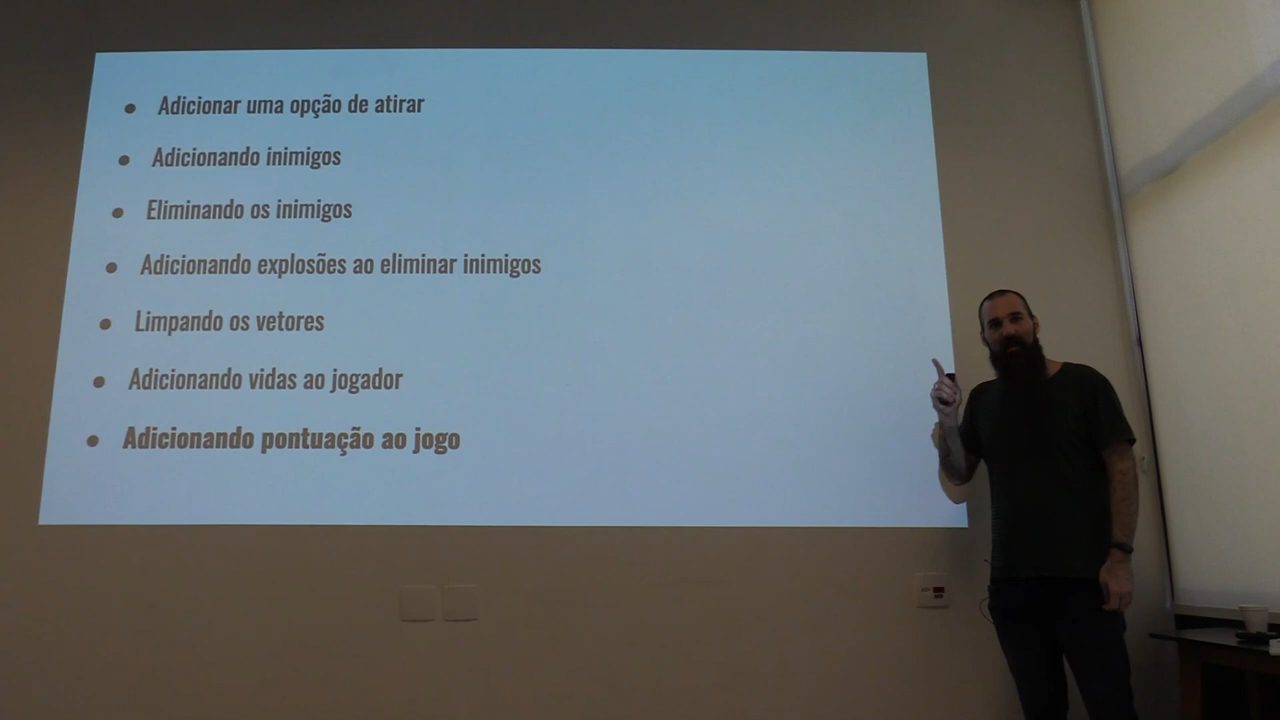 Adicionar uma opção de atirar
Adicionando inimigos
Eliminando os inimigos
Adicionando explosões ao eliminar inimigos
Limpando os vetores
Adicionando vidas ao jogador
Adicionando pontuação ao jogo